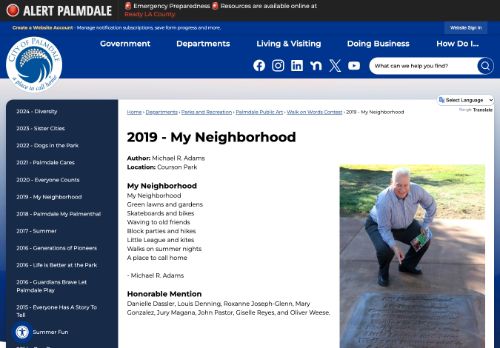 ALERT PALMDALE
🚨 Emergency Preparedness 🚨 Resources are available online at
Ready LA County.
Create a Website Account - Manage notification subscriptions, save form progress and more.
Website Sign In
CITY OF PALMDALE
a place to call home
Government
Departments
Living & Visiting
Doing Business
How Do I...
What can we help you find?
Select Language
Google Translate
2024 - Diversity
2023 - Sister Cities
2022 - Dogs in the Park
2021 - Palmdale Cares
2020 - Everyone Counts
2019 - My Neighborhood
2018 - Palmdale My Palmenthal
2017 - Summer
2016 - Generations of Pioneers
2016 - Life is Better at the Park
2016 - Guardians Brave Let
Palmdale Play
2015 - Everyone Has A Story To
Tell
Summer Fun
Home › Departments › Parks and Recreation › Palmdale Public Art › Walk on Words Contest › 2019 - My Neighborhood
2019 - My Neighborhood
Author: Michael R. Adams
Location: Courson Park
My Neighborhood
My Neighborhood
Green lawns and gardens
Skateboards and bikes
Waving to old friends
Block parties and hikes
Little League and kites
Walks on summer nights
A place to call home
- Michael R. Adams
Honorable Mention
Danielle Dassler, Louis Denning, Roxanne Joseph-Glenn, Mary
Gonzalez, Jury Magana, John Pastor, Giselle Reyes, and Oliver Weese.